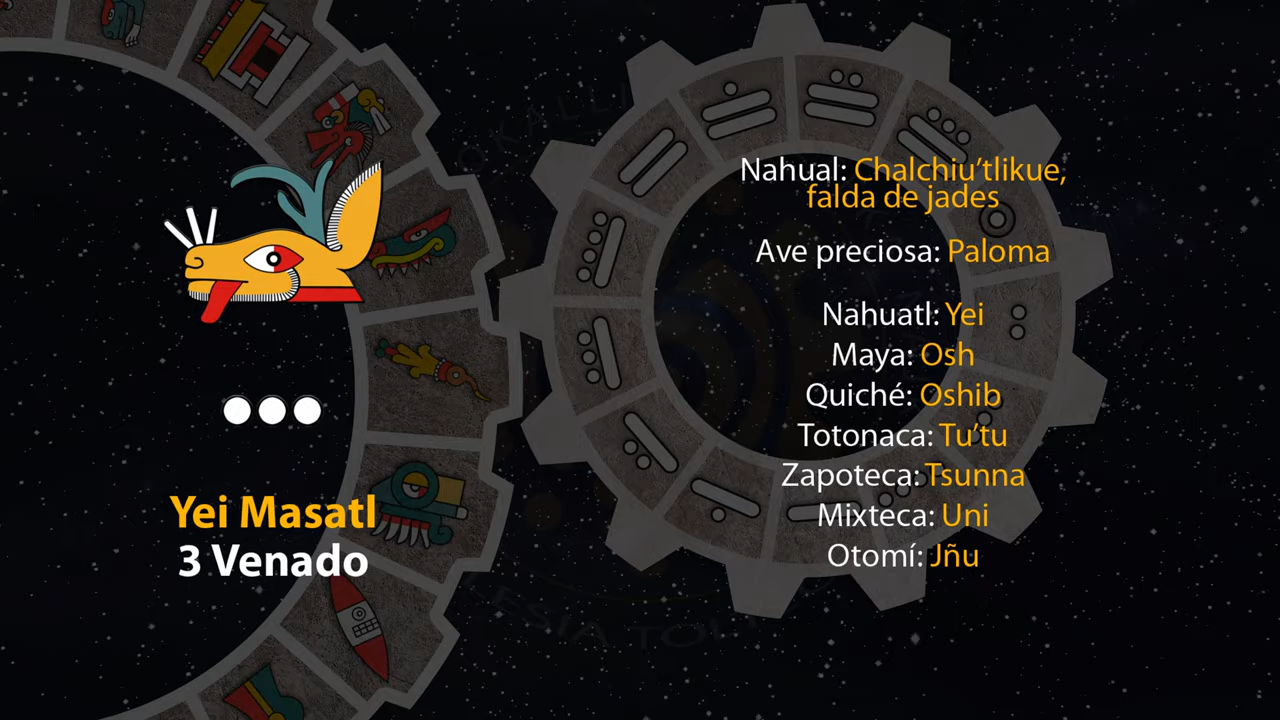 Yei Masatl
3 Venado
Nahual: Chalchiu’tlikue,
falda de jades
Ave preciosa: Paloma
Nahuatl: Yei
Maya: Osh
Quiché: Oshib
Totonaca: Tu’tu
Zapoteca: Tsunna
Mixteca: Uni
Otomí: Jñu